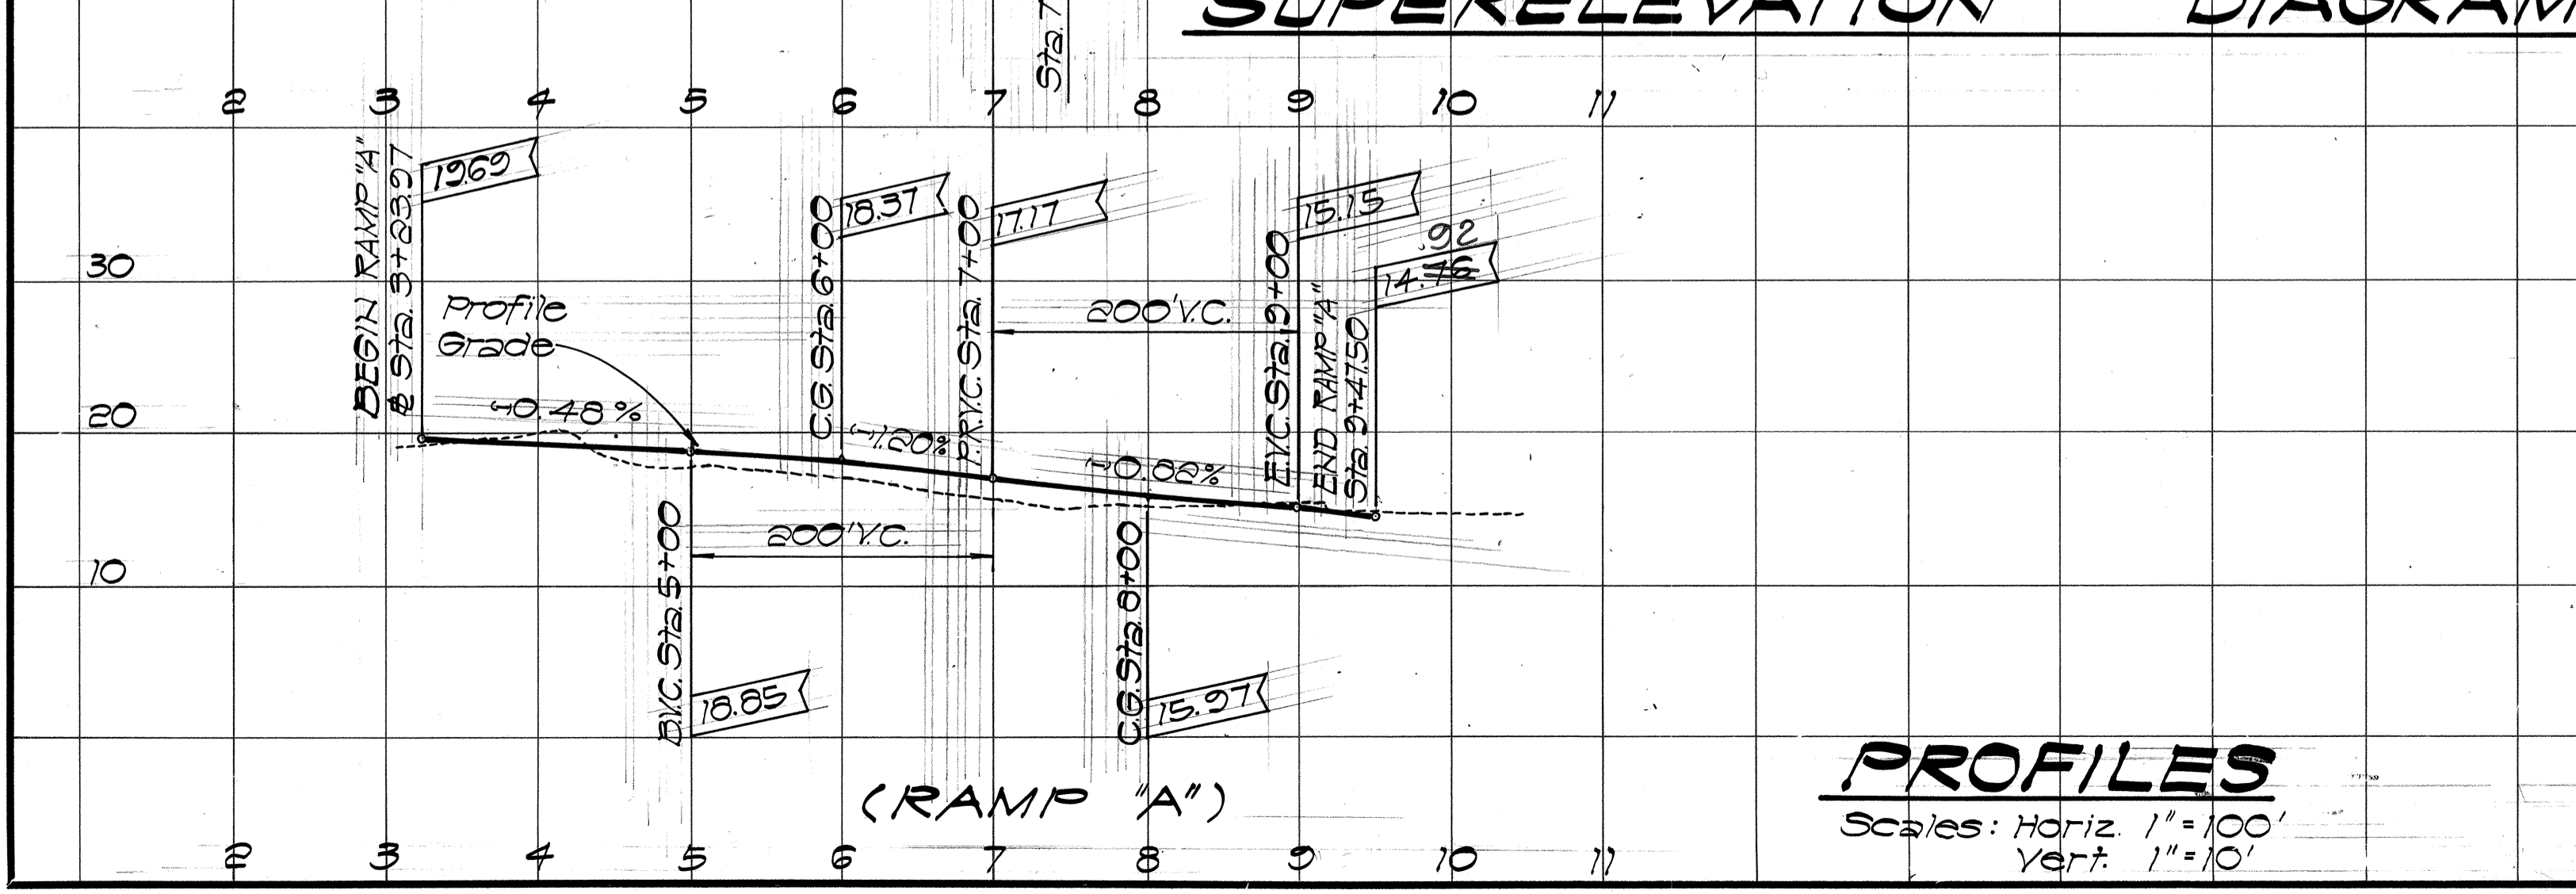 SUPERELEVATION DIAGRAM
Sta. 7
2 3 4 5 6 7 8 9 10 11
BEGIN RAMP "A"
℄ Sta. 3+23.97
19.69
C.G. Sta. 6+00
18.37
P.R.V.C. Sta. 7+00
17.17
E.V.C. Sta. 9+00
15.15
END RAMP "A"
Sta. 9+47.50
.92
14.46
30
20
10
Profile
Grade
200' V.C.
(-)0.48%
(-)1.20%
(-)0.82%
200' V.C.
B.V.C. Sta. 5+00
18.85
C.G. Sta. 8+00
15.97
(RAMP "A")
PROFILES
Scales: Horiz. 1"=100'
Vert. 1"=10'
2 3 4 5 6 7 8 9 10 11